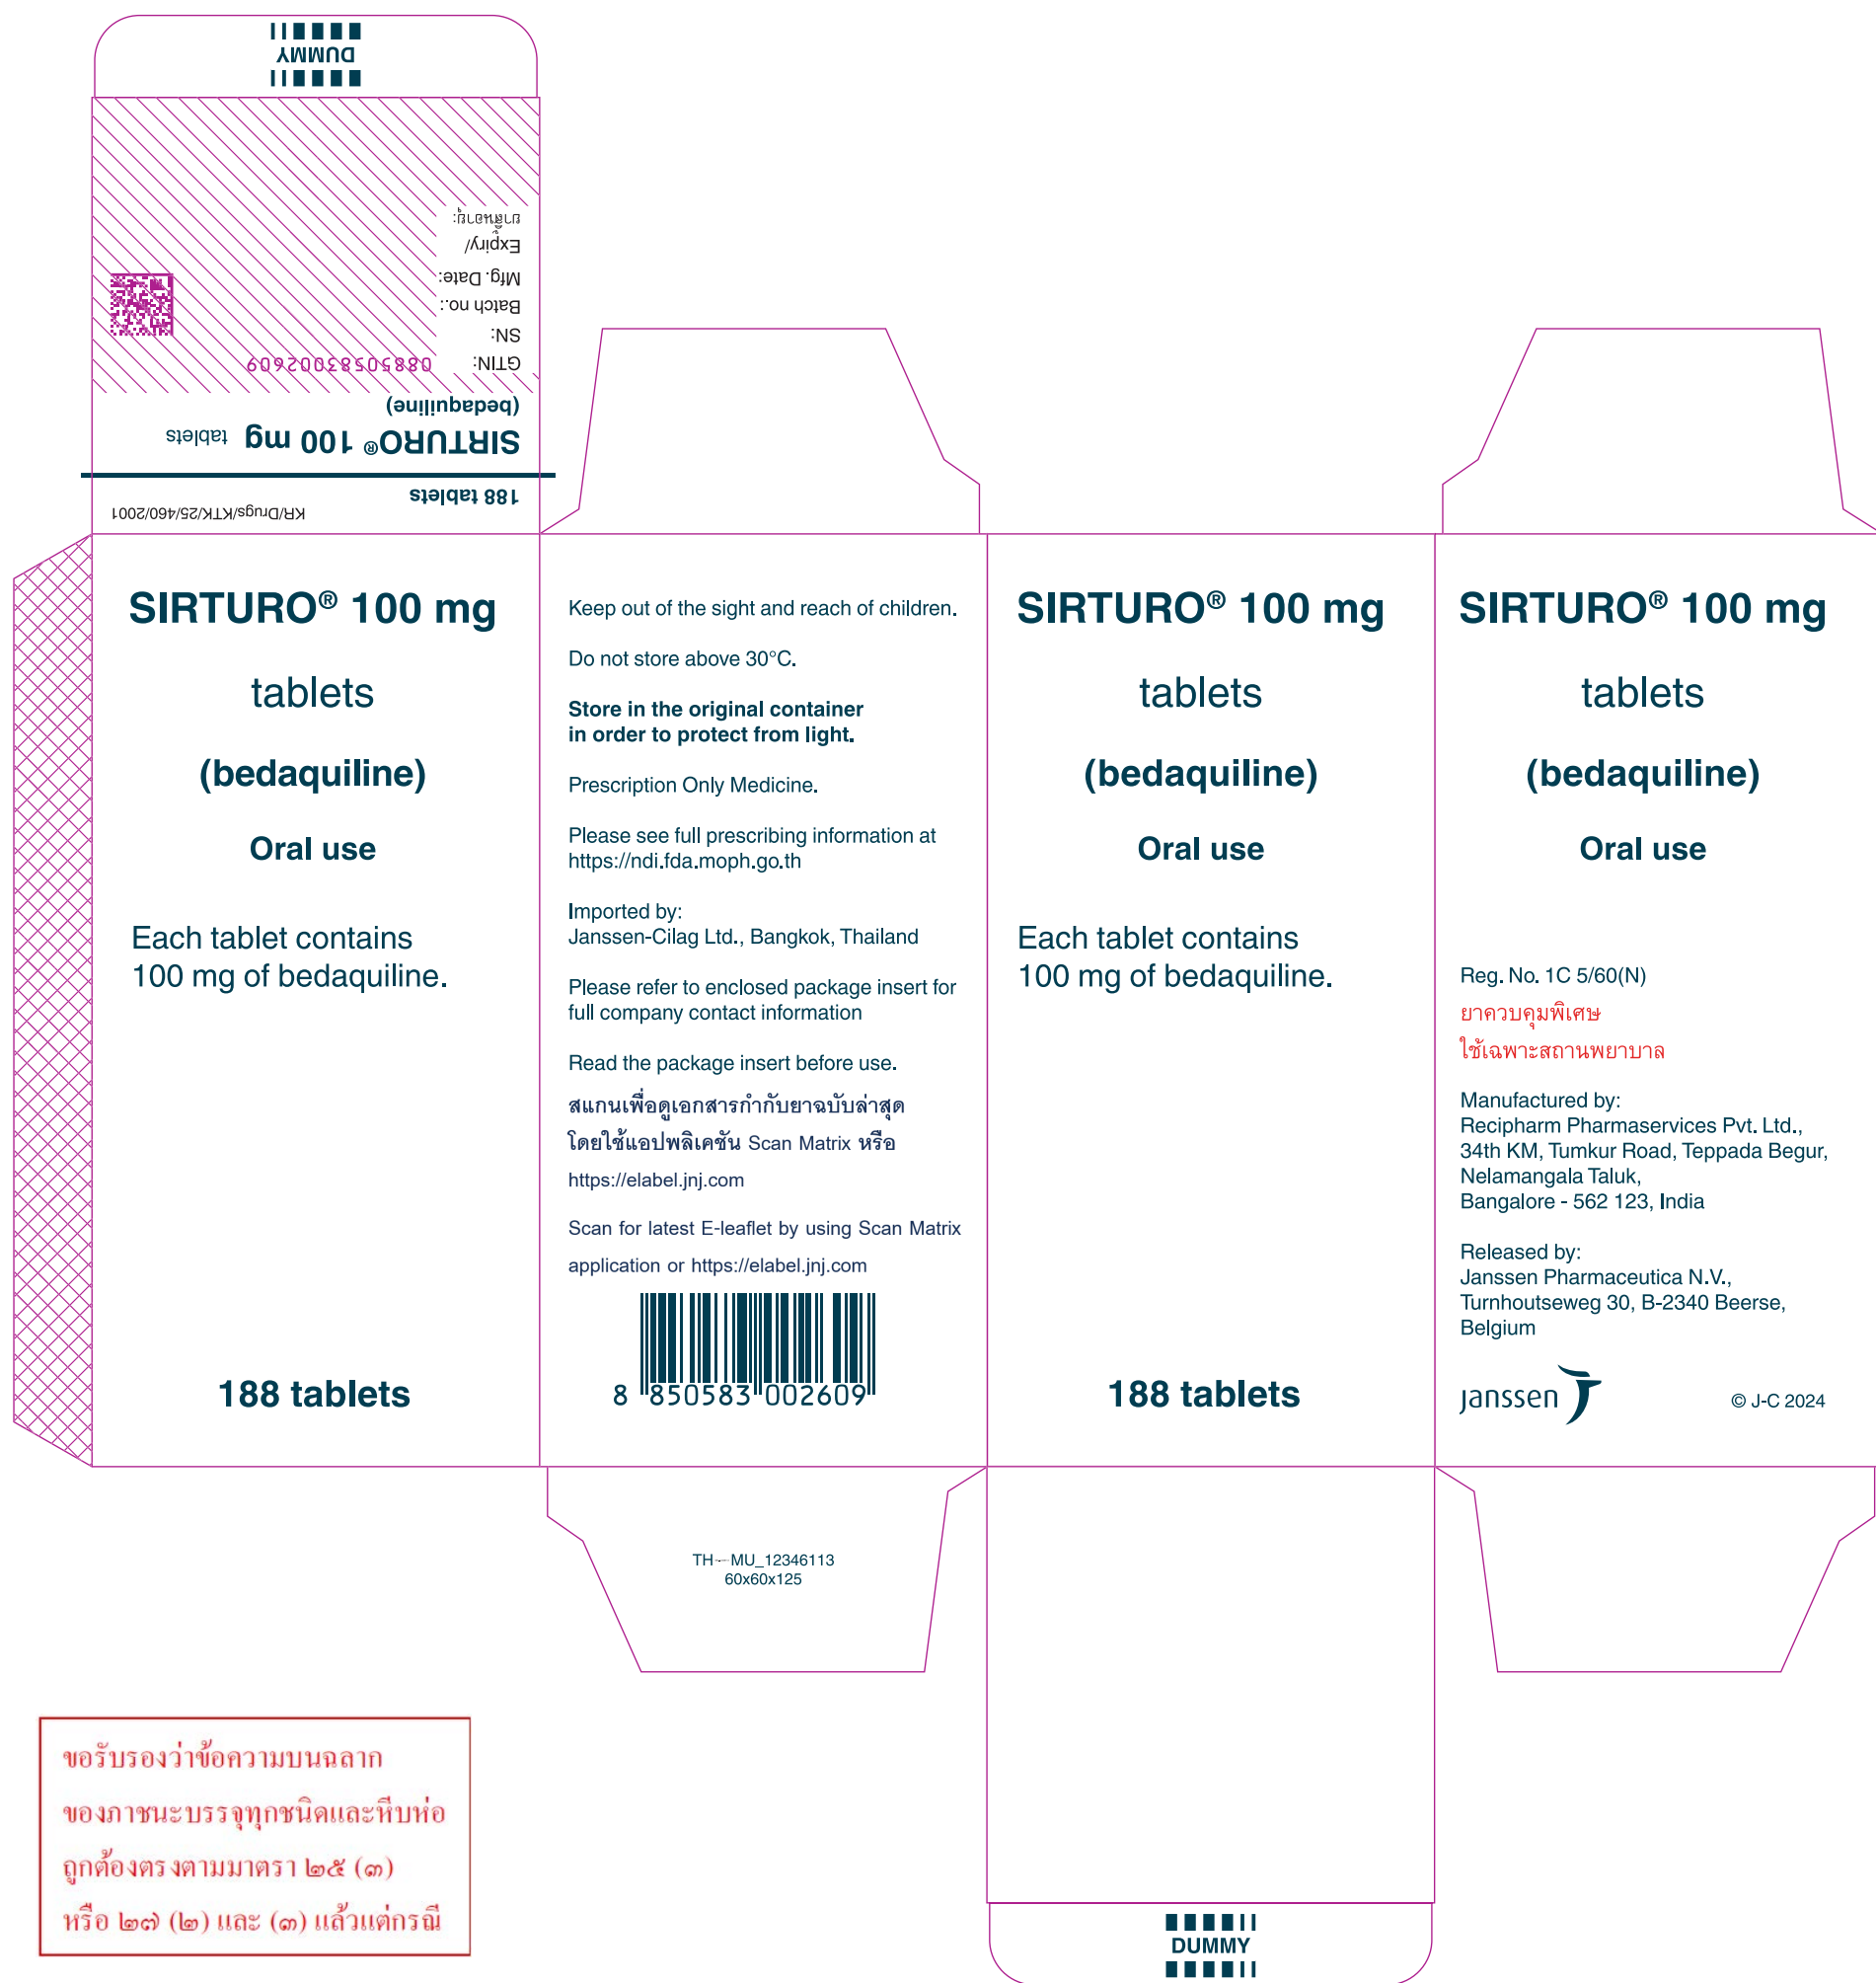 DUMMY
ยาสิ้นอายุ:
Expiry/
Mfg. Date:
Batch no.:
SN:
GTIN: 08850583002609
(bedaquiline)
SIRTURO® 100 mg tablets
188 tablets
KR/Drugs/KTK/25/460/2001
SIRTURO® 100 mg
tablets
(bedaquiline)
Oral use
Each tablet contains
100 mg of bedaquiline.
188 tablets
Keep out of the sight and reach of children.
Do not store above 30°C.
Store in the original container
in order to protect from light.
Prescription Only Medicine.
Please see full prescribing information at
https://ndi.fda.moph.go.th
Imported by:
Janssen-Cilag Ltd., Bangkok, Thailand
Please refer to enclosed package insert for
full company contact information
Read the package insert before use.
สแกนเพื่อดูเอกสารกำกับยาฉบับล่าสุด
โดยใช้แอปพลิเคชัน Scan Matrix หรือ
https://elabel.jnj.com
Scan for latest E-leaflet by using Scan Matrix
application or https://elabel.jnj.com
8 850583 002609
SIRTURO® 100 mg
tablets
(bedaquiline)
Oral use
Each tablet contains
100 mg of bedaquiline.
188 tablets
SIRTURO® 100 mg
tablets
(bedaquiline)
Oral use
Reg. No. 1C 5/60(N)
ยาควบคุมพิเศษ
ใช้เฉพาะสถานพยาบาล
Manufactured by:
Recipharm Pharmaservices Pvt. Ltd.,
34th KM, Tumkur Road, Teppada Begur,
Nelamangala Taluk,
Bangalore - 562 123, India
Released by:
Janssen Pharmaceutica N.V.,
Turnhoutseweg 30, B-2340 Beerse,
Belgium
janssen
© J-C 2024
TH---MU_12346113
60x60x125
DUMMY
ขอรับรองว่าข้อความบนฉลาก
ของภาชนะบรรจุทุกชนิดและหีบห่อ
ถูกต้องตรงตามมาตรา ๒๕ (๓)
หรือ ๒๗ (๒) และ (๓) แล้วแต่กรณี